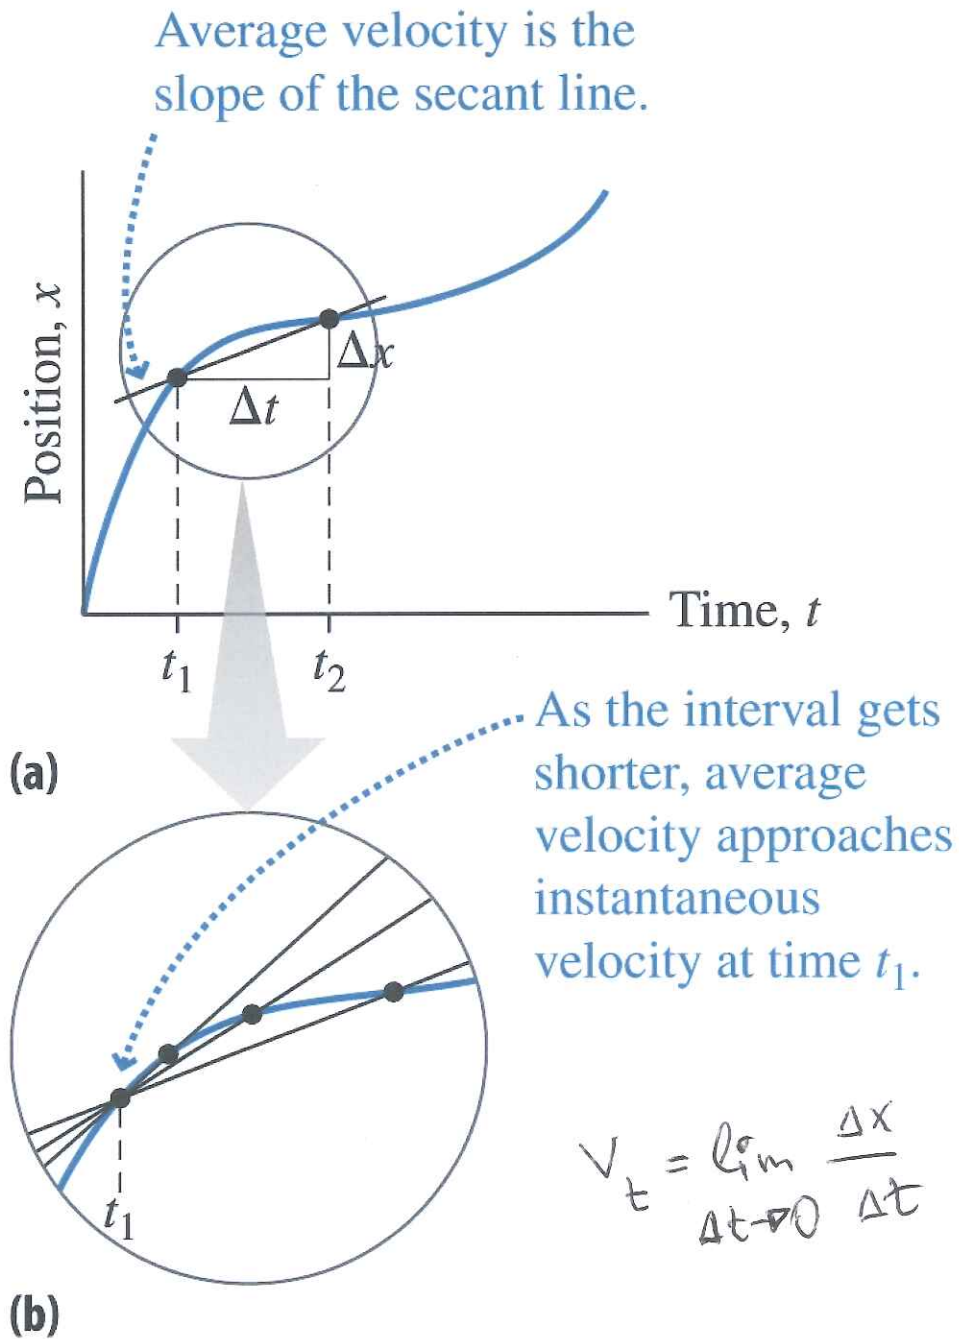 Average velocity is the
slope of the secant line.
Position, x
Δx
Δt
t₁
t₂
Time, t
(a)
As the interval gets
shorter, average
velocity approaches
instantaneous
velocity at time t₁.
t₁
V_t = lim Δx/Δt
Δt→0
(b)